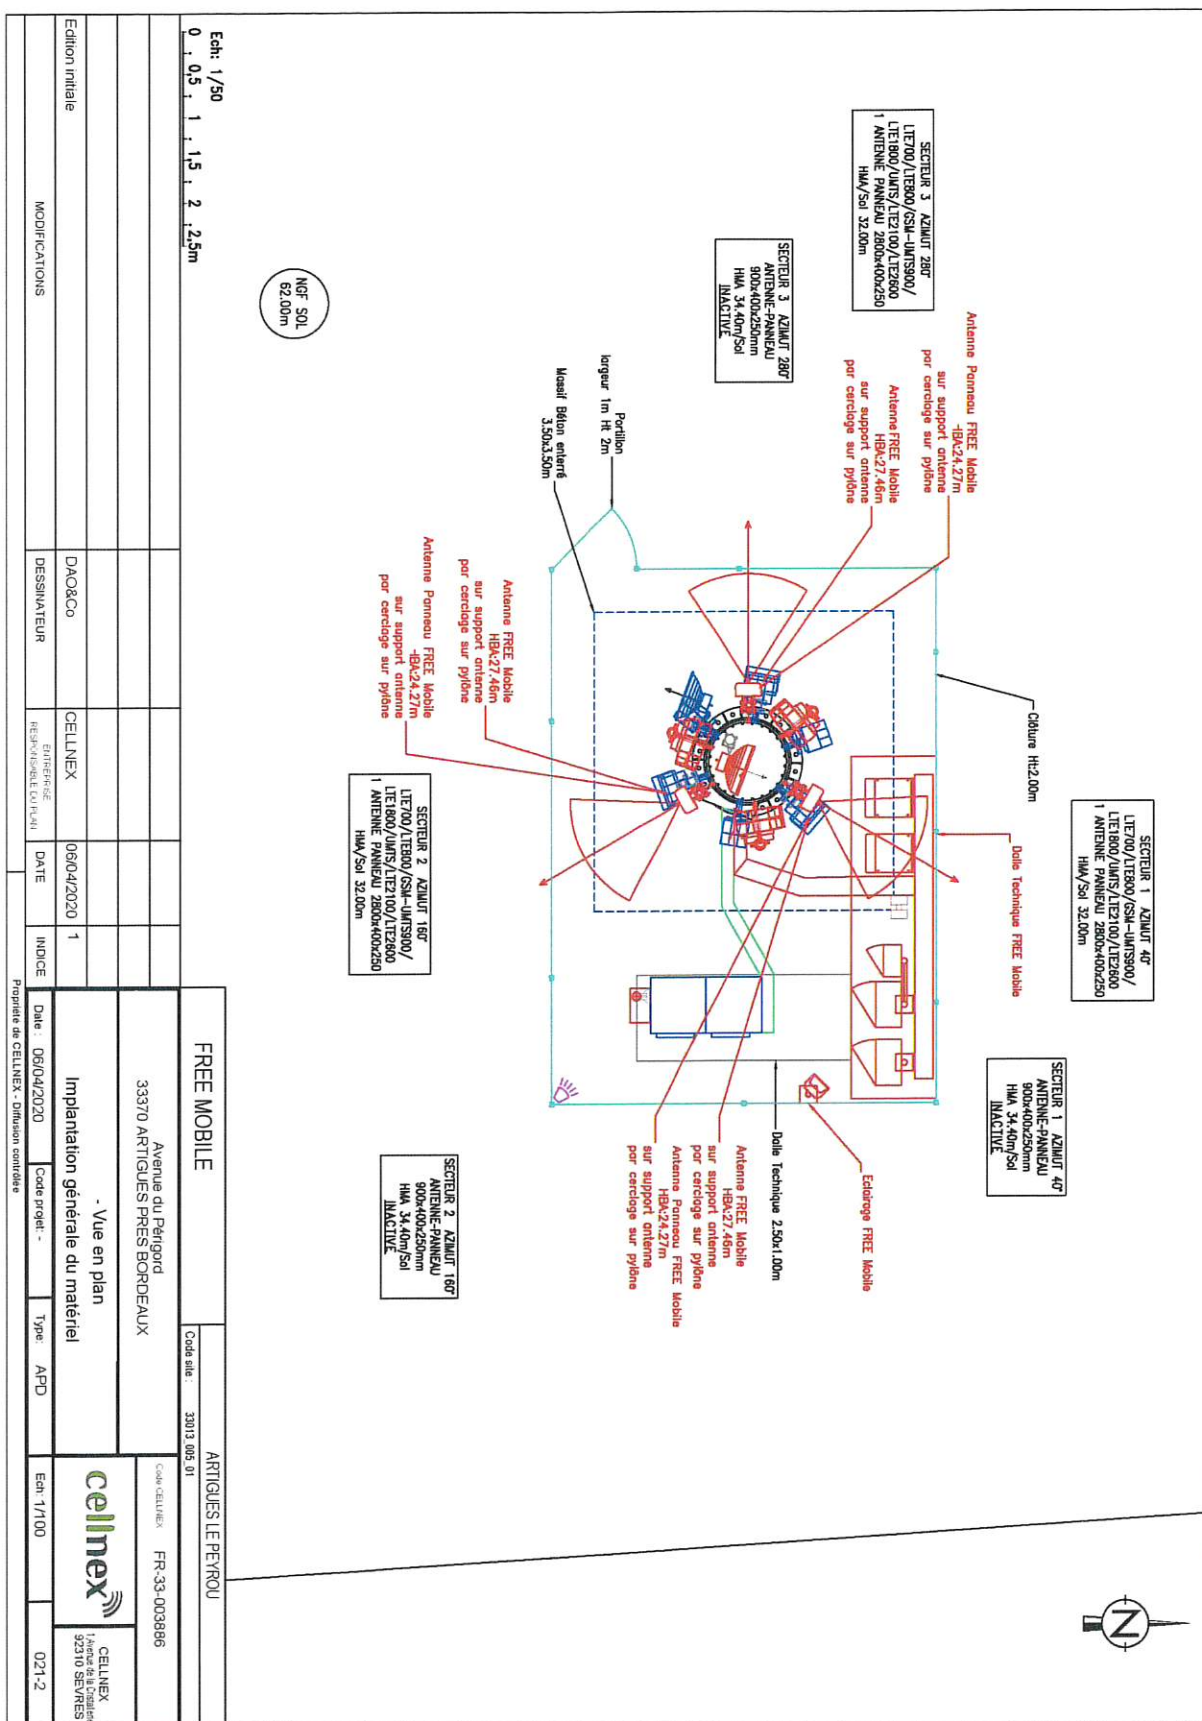 SECTEUR 1 AZIMUT 40°
LTE700/LTE800/GSM-UMTS900/
LTE1800/UMTS/LTE2100/LTE2600
1 ANTENNE PANNEAU 2800x400x250
HMA/Sol 32.00m
SECTEUR 1 AZIMUT 40°
ANTENNE-PANNEAU
900x400x250mm
HMA 34.40m/Sol
INACTIVE
Clôture Ht:2.00m
Dalle Technique FREE Mobile
Antenne Panneau FREE Mobile
-IBA:24.27m
sur support antenne
par cerclage sur pylône
Antenne FREE Mobile
HBA:27.46m
sur support antenne
par cerclage sur pylône
SECTEUR 3 AZIMUT 280°
LTE700/LTE800/GSM-UMTS900/
LTE1800/UMTS/LTE2100/LTE2600
1 ANTENNE PANNEAU 2800x400x250
HMA/Sol 32.00m
SECTEUR 3 AZIMUT 280°
ANTENNE-PANNEAU
900x400x250mm
HMA 34.40m/Sol
INACTIVE
Portillon
largeur 1m Ht 2m
Massif Béton enterré
3.50x3.50m
Eclairage FREE Mobile
Dalle Technique 2.50x1.00m
Antenne FREE Mobile
HBA:27.46m
sur support antenne
par cerclage sur pylône
Antenne Panneau FREE Mobile
HBA:24.27m
sur support antenne
par cerclage sur pylône
Antenne FREE Mobile
HBA:27.46m
sur support antenne
par cerclage sur pylône
Antenne Panneau FREE Mobile
-IBA:24.27m
sur support antenne
par cerclage sur pylône
SECTEUR 2 AZIMUT 160°
LTE700/LTE800/GSM-UMTS900/
LTE1800/UMTS/LTE2100/LTE2600
1 ANTENNE PANNEAU 2800x400x250
HMA/Sol 32.00m
SECTEUR 2 AZIMUT 160°
ANTENNE-PANNEAU
900x400x250mm
HMA 34.40m/Sol
INACTIVE
N
NGF SOL
62.00m
Ech: 1/50
0 0,5 1 1,5 2 2,5m
Edition initiale DAO&Co CELLNEX 06/04/2020 1
MODIFICATIONS DESSINATEUR ENTREPRISE RESPONSABLE DU PLAN DATE INDICE
FREE MOBILE
ARTIGUES LE PEYROU
Code site : 33013_005_01
Avenue du Périgord
33370 ARTIGUES PRES BORDEAUX
Code CELLNEX FR-33-003886
- Vue en plan
Implantation générale du matériel
cellnex
CELLNEX
1 Avenue de la Cristallerie
92310 SEVRES
Date : 06/04/2020 Code projet : - Type: APD Ech: 1/100 021-2
Propriété de CELLNEX - Diffusion contrôlée